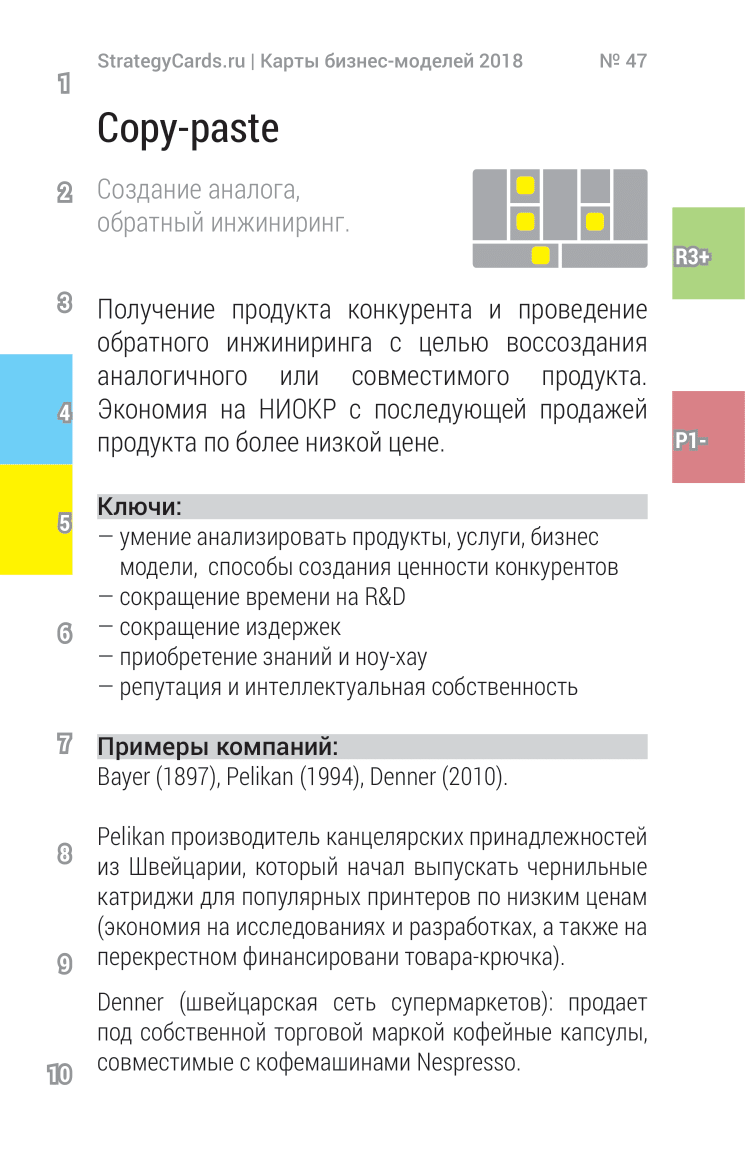 StrategyCards.ru | Карты бизнес-моделей 2018 № 47
1
Copy-paste
2
Создание аналога,
обратный инжиниринг.
R3+
3
Получение продукта конкурента и проведение
обратного инжиниринга с целью воссоздания
аналогичного или совместимого продукта.
4
Экономия на НИОКР с последующей продажей
продукта по более низкой цене.
P1-
Ключи:
5
— умение анализировать продукты, услуги, бизнес
модели, способы создания ценности конкурентов
— сокращение времени на R&D
6
— сокращение издержек
— приобретение знаний и ноу-хау
— репутация и интеллектуальная собственность
7
Примеры компаний:
Bayer (1897), Pelikan (1994), Denner (2010).
8
Pelikan производитель канцелярских принадлежностей
из Швейцарии, который начал выпускать чернильные
катриджи для популярных принтеров по низким ценам
(экономия на исследованиях и разработках, а также на
9
перекрестном финансировани товара-крючка).
Denner (швейцарская сеть супермаркетов): продает
под собственной торговой маркой кофейные капсулы,
совместимые с кофемашинами Nespresso.
10